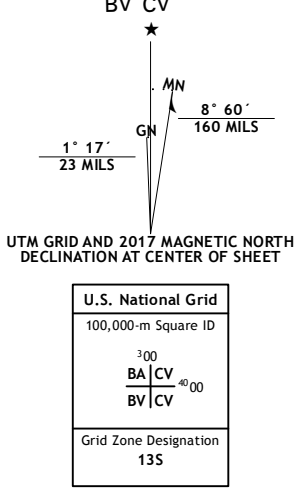 BV CV
★
MN
GN
8° 60´
160 MILS
1° 17´
23 MILS
UTM GRID AND 2017 MAGNETIC NORTH
DECLINATION AT CENTER OF SHEET
U.S. National Grid
100,000-m Square ID
³00
BA CV
⁴⁰00
BV CV
Grid Zone Designation
13S